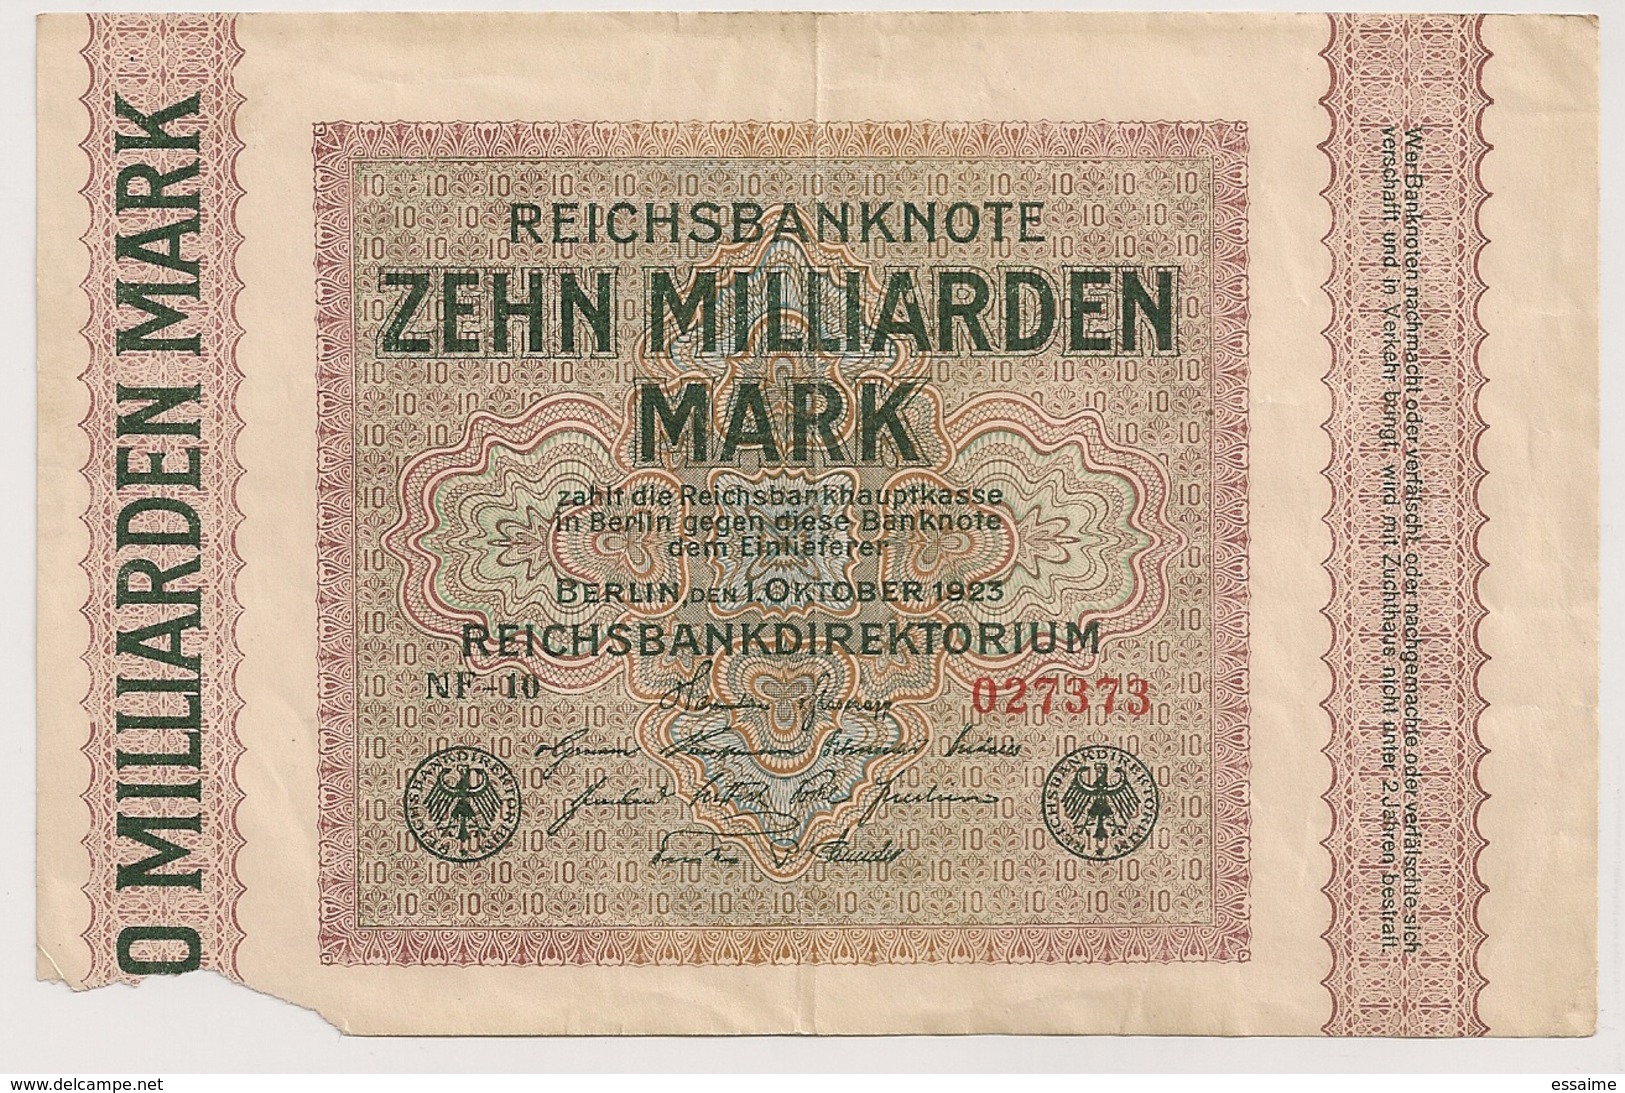 O MILLIARDEN MARK
REICHSBANKNOTE
ZEHN MILLIARDEN
MARK
zahlt die Reichsbankhauptkasse
in Berlin gegen diese Banknote
dem Einlieferer
BERLIN, DEN 1. OKTOBER 1923
REICHSBANKDIREKTORIUM
NF-10
027373
REICHSBANKDIREKTORIUM
REICHSBANKDIREKTORIUM
Wer Banknoten nachmacht oder verfälscht, oder nachgemachte oder verfälschte sich
verschafft und in Verkehr bringt, wird mit Zuchthaus nicht unter 2 Jahren bestraft.
www.delcampe.net
essaime